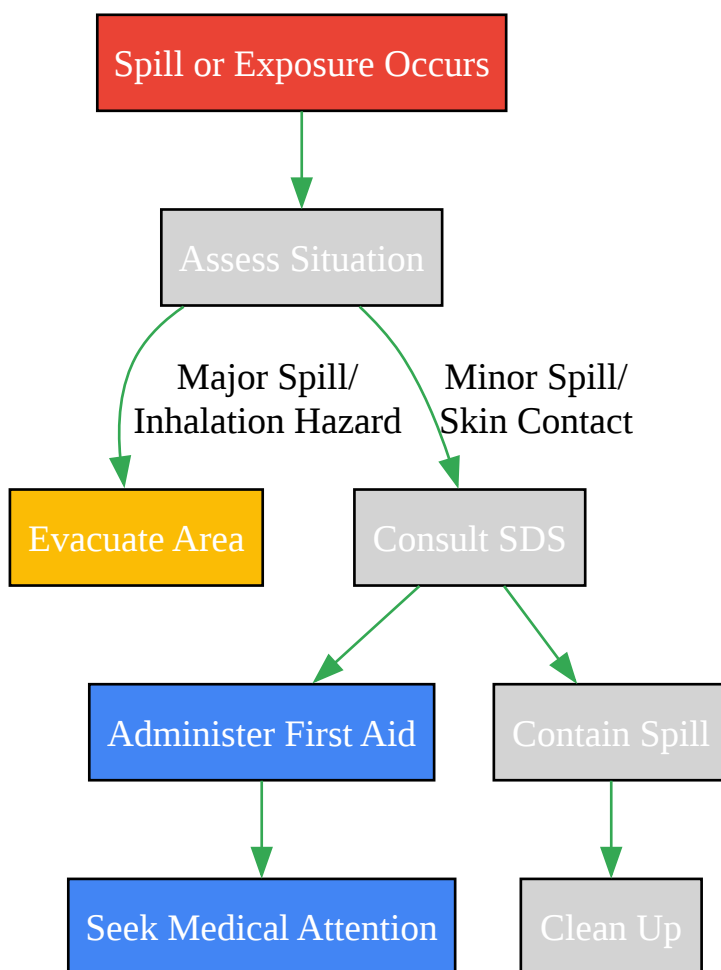 Spill or Exposure Occurs
Assess Situation
Major Spill/
Inhalation Hazard
Minor Spill/
Skin Contact
Evacuate Area
Consult SDS
Administer First Aid
Contain Spill
Seek Medical Attention
Clean Up